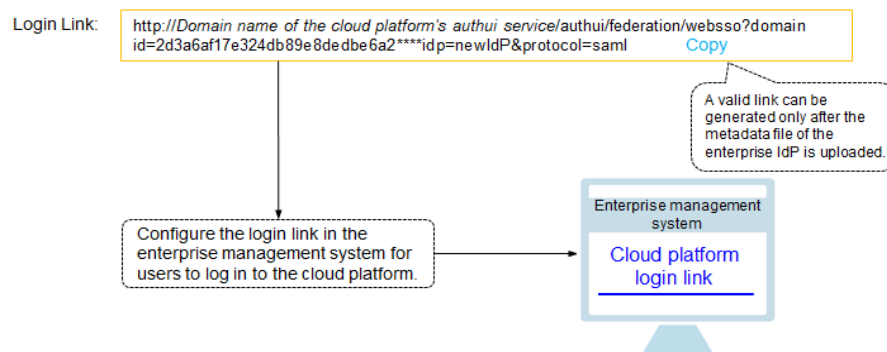 Login Link:
http://Domain name of the cloud platform's authui service/authui/federation/websso?domain
id=2d3a6af17e324db89e8dedbe6a2****idp=newIdP&protocol=saml Copy
A valid link can be
generated only after the
metadata file of the
enterprise IdP is uploaded.
Configure the login link in the
enterprise management system for
users to log in to the cloud platform.
Enterprise management
system
Cloud platform
login link